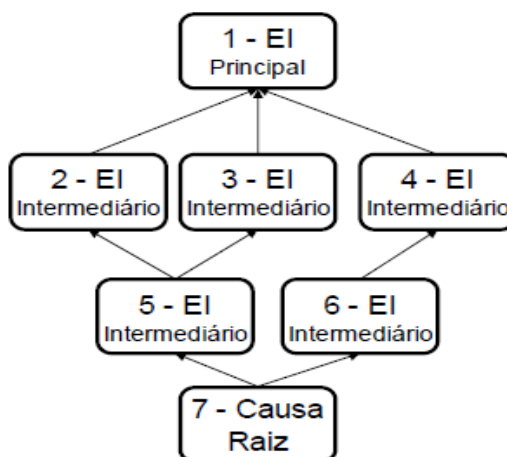 1 - EI
Principal
2 - EI
Intermediário
3 - EI
Intermediário
4 - EI
Intermediário
5 - EI
Intermediário
6 - EI
Intermediário
7 - Causa
Raiz